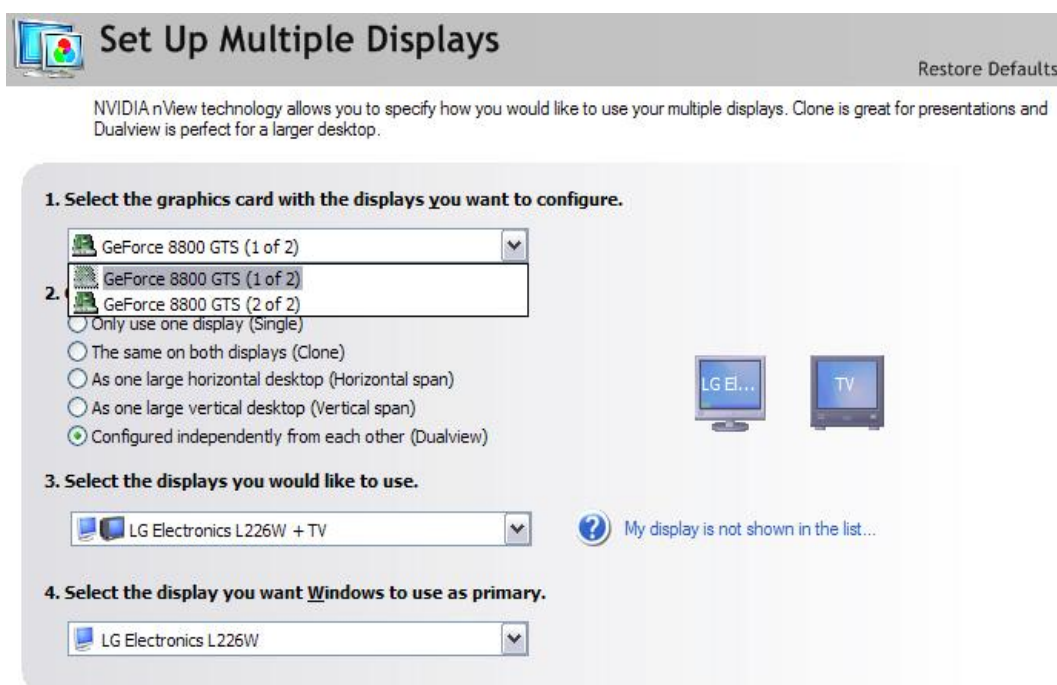 Set Up Multiple Displays
Restore Defaults
NVIDIA nView technology allows you to specify how you would like to use your multiple displays. Clone is great for presentations and
Dualview is perfect for a larger desktop.
1. Select the graphics card with the displays you want to configure.
GeForce 8800 GTS (1 of 2)
GeForce 8800 GTS (1 of 2)
2.
GeForce 8800 GTS (2 of 2)
Only use one display (Single)
The same on both displays (Clone)
As one large horizontal desktop (Horizontal span)
LG El...
TV
As one large vertical desktop (Vertical span)
Configured independently from each other (Dualview)
3. Select the displays you would like to use.
LG Electronics L226W + TV
My display is not shown in the list...
4. Select the display you want Windows to use as primary.
LG Electronics L226W